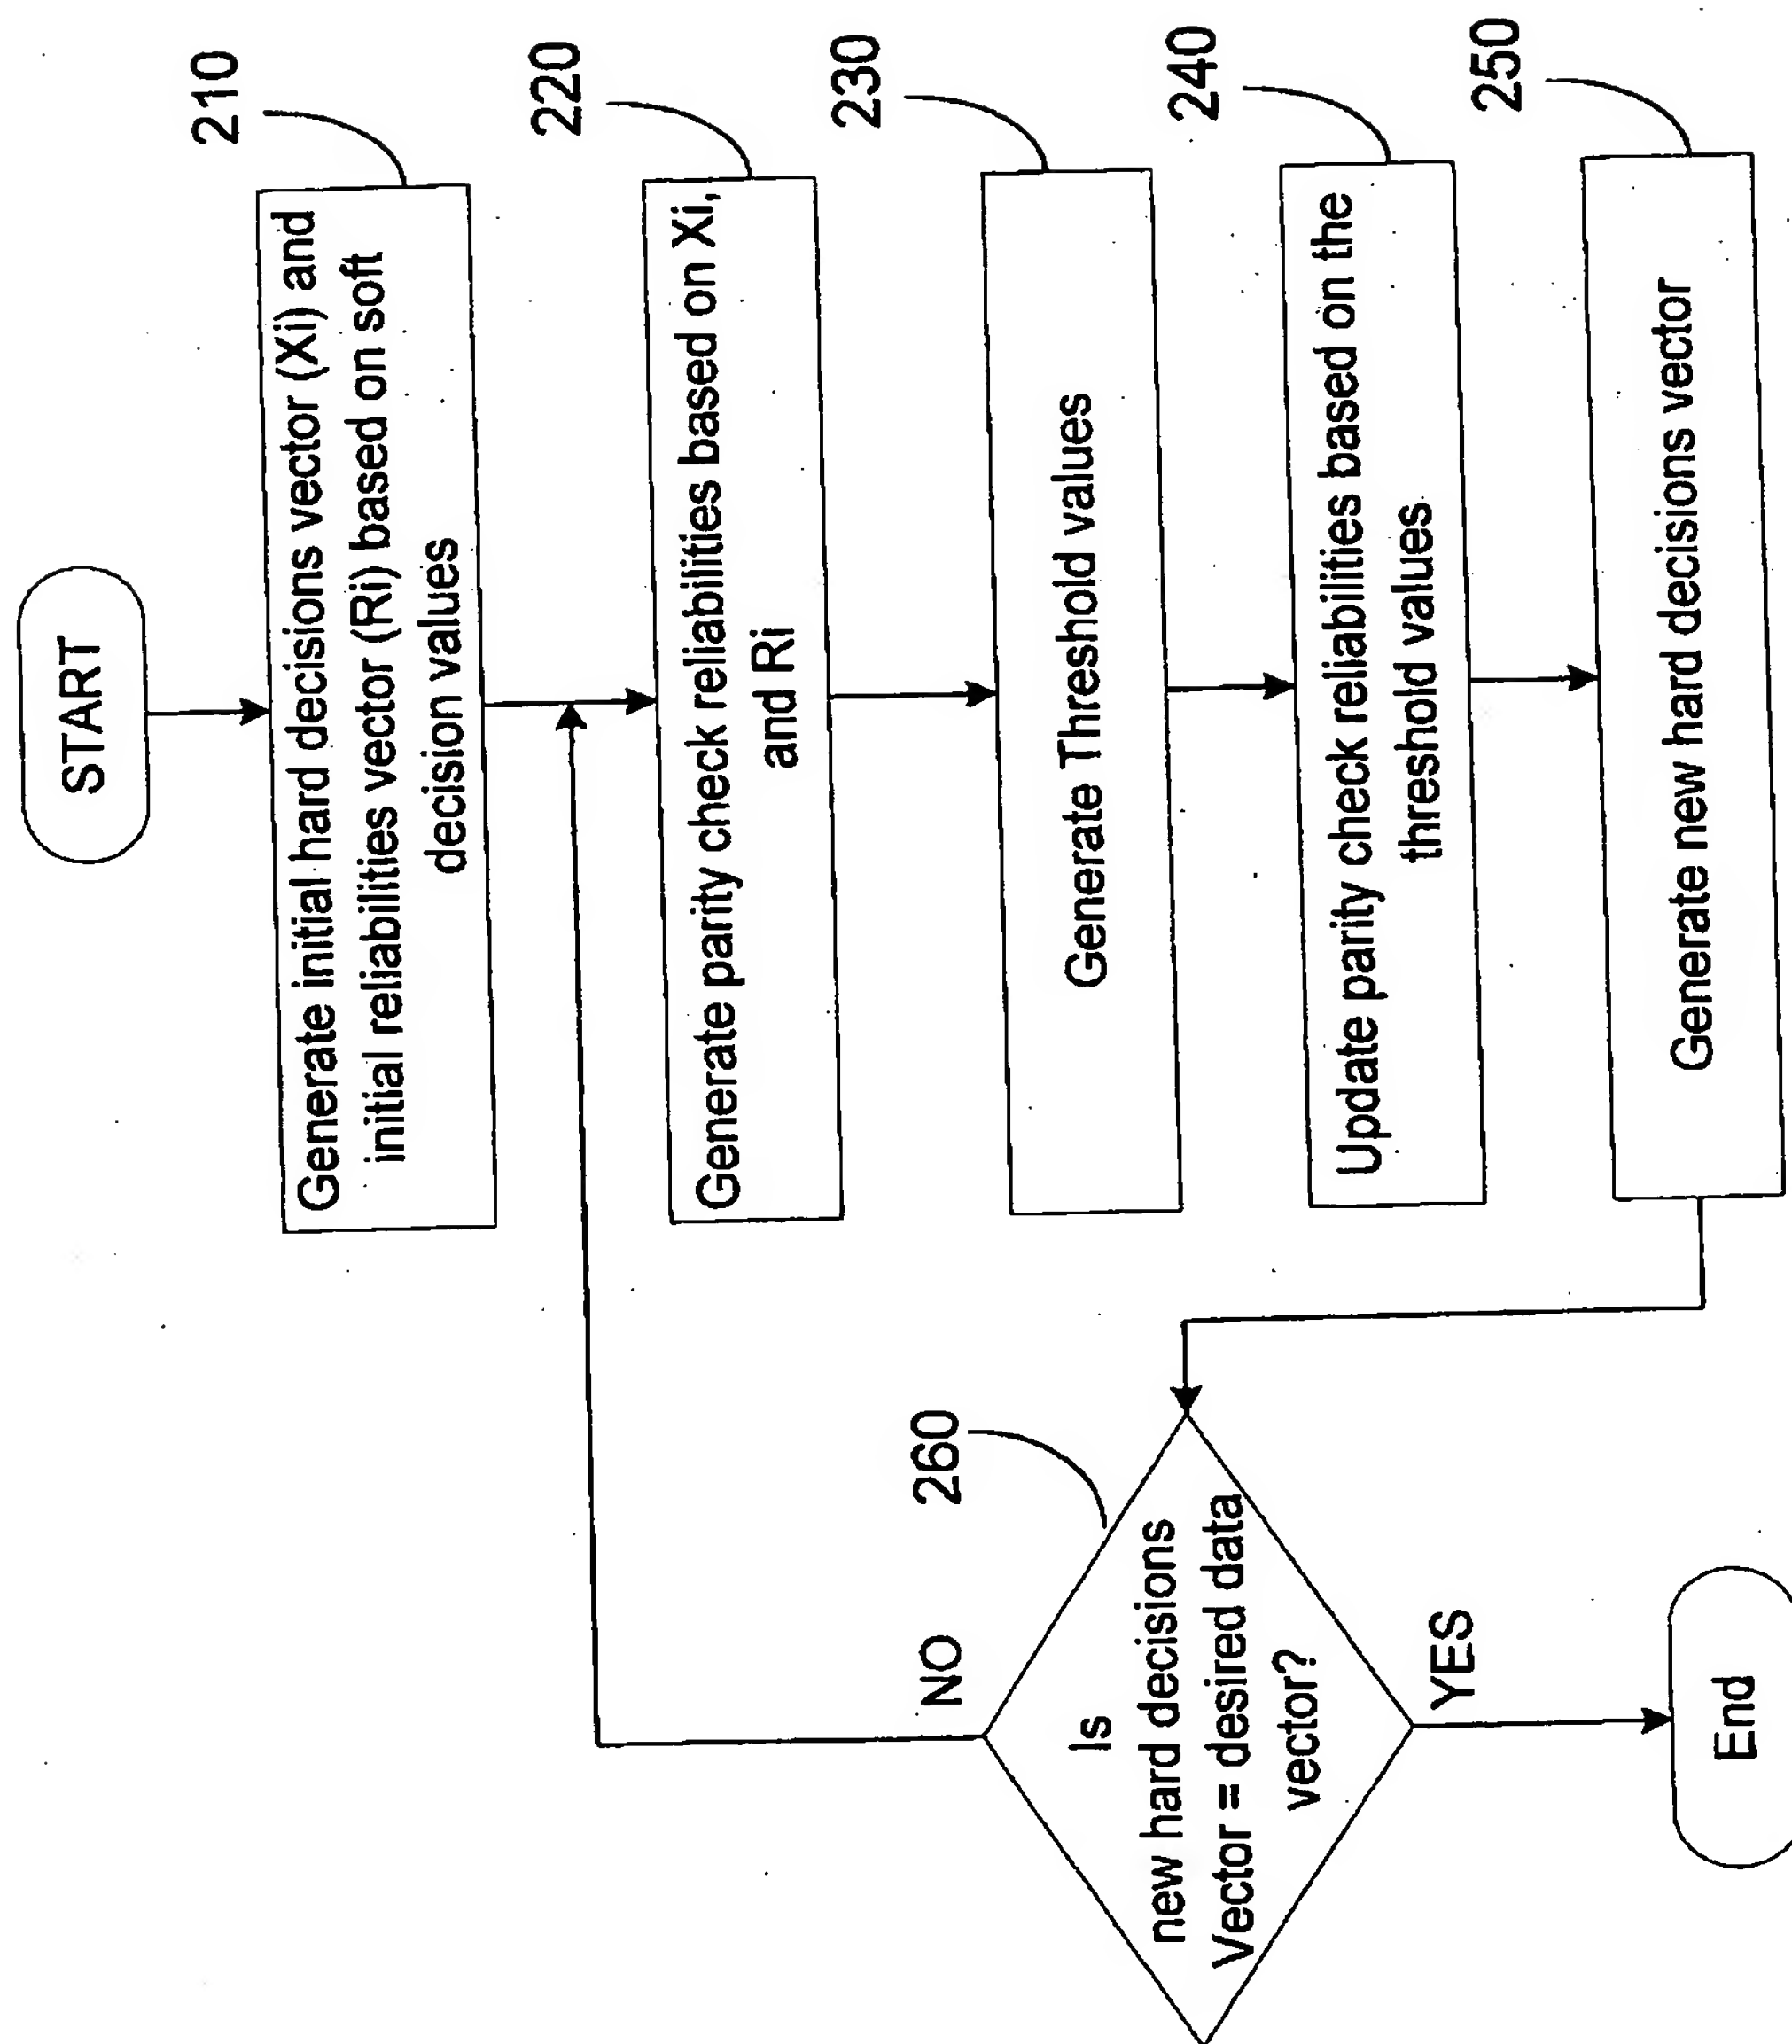 START
210
Generate initial hard decisions vector (Xi) and
initial reliabilities vector (Ri) based on soft
decision values
220
Generate parity check reliabilities based on Xi,
and Ri
230
Generate Threshold values
240
Update parity check reliabilities based on the
threshold values
250
Generate new hard decisions vector
260
Is
new hard decisions
Vector = desired data
vector?
NO
YES
End